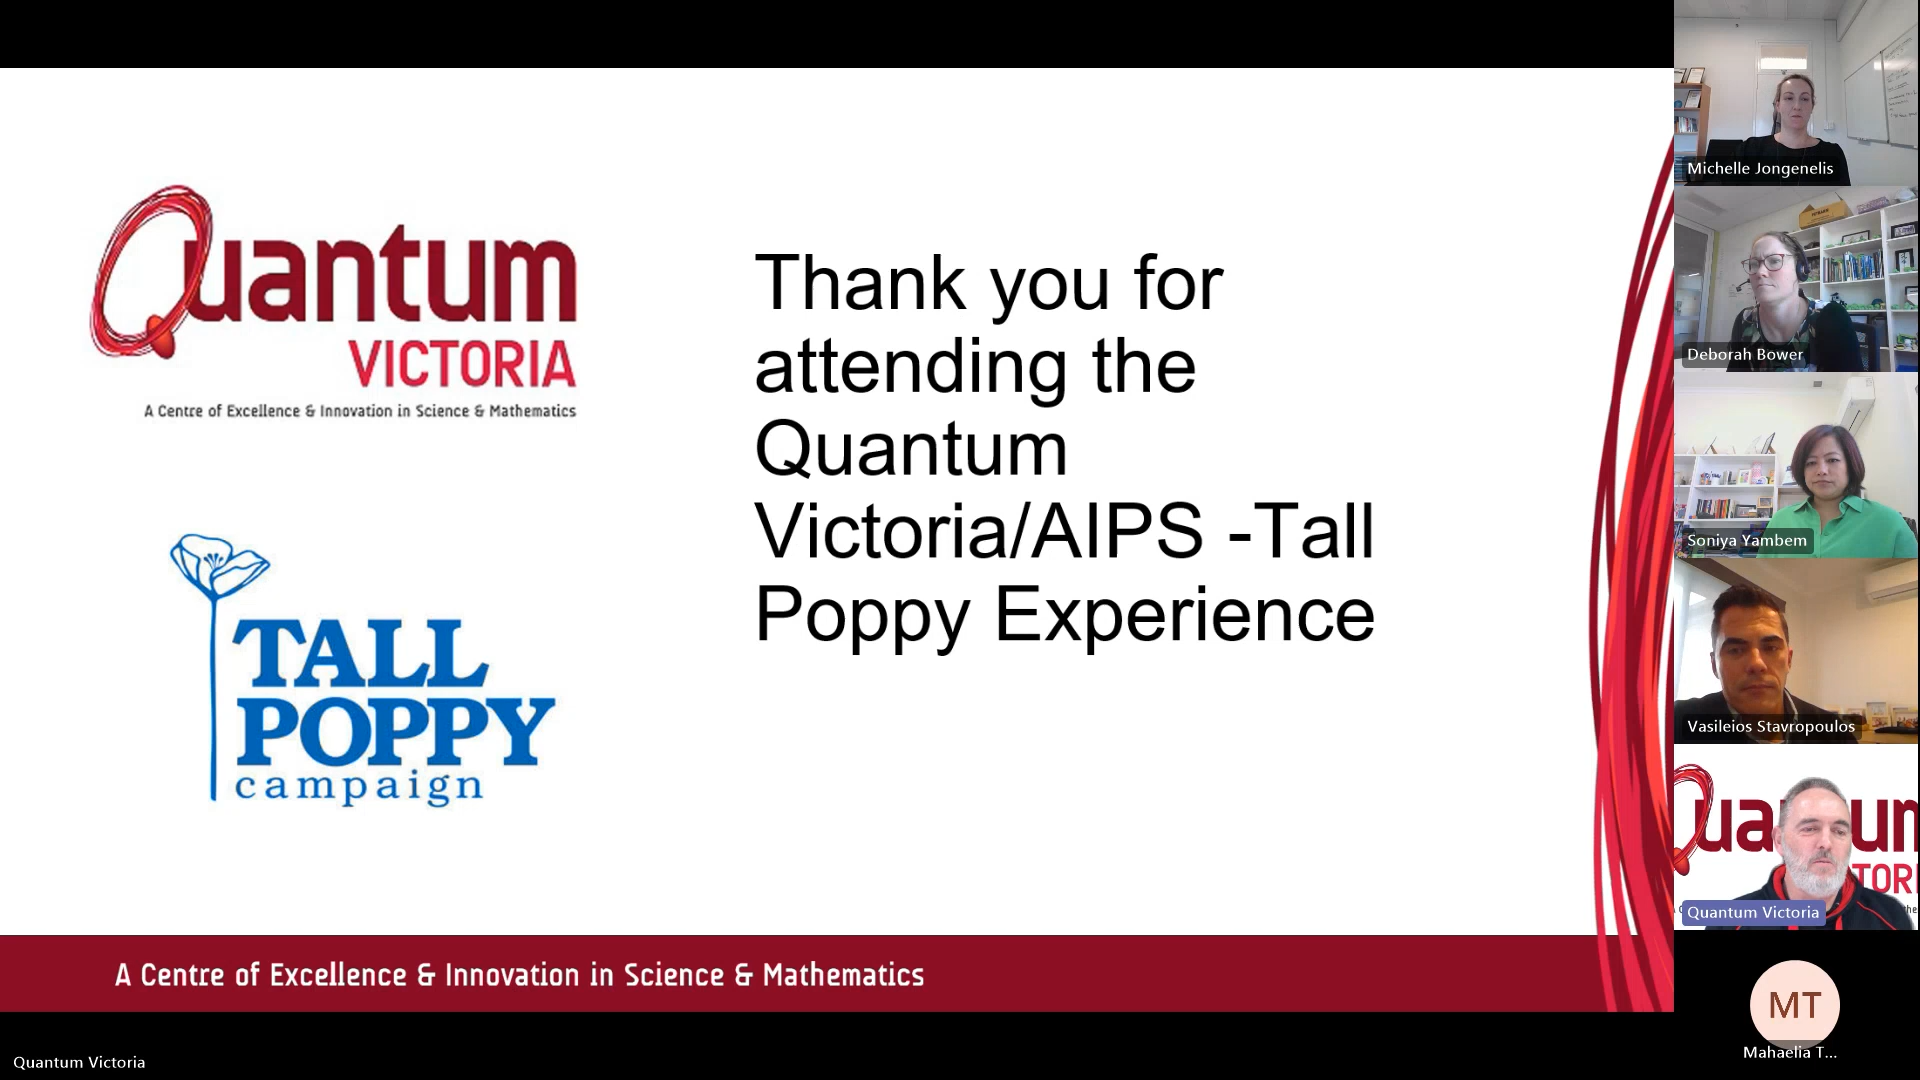 Quantum
VICTORIA
A Centre of Excellence & Innovation in Science & Mathematics
TALL
POPPY
campaign
Thank you for
attending the
Quantum
Victoria/AIPS -Tall
Poppy Experience
A Centre of Excellence & Innovation in Science & Mathematics
Quantum Victoria
Michelle Jongenelis
Deborah Bower
Soniya Yambem
Vasileios Stavropoulos
Quantum Victoria
MT
Mahaelia T...